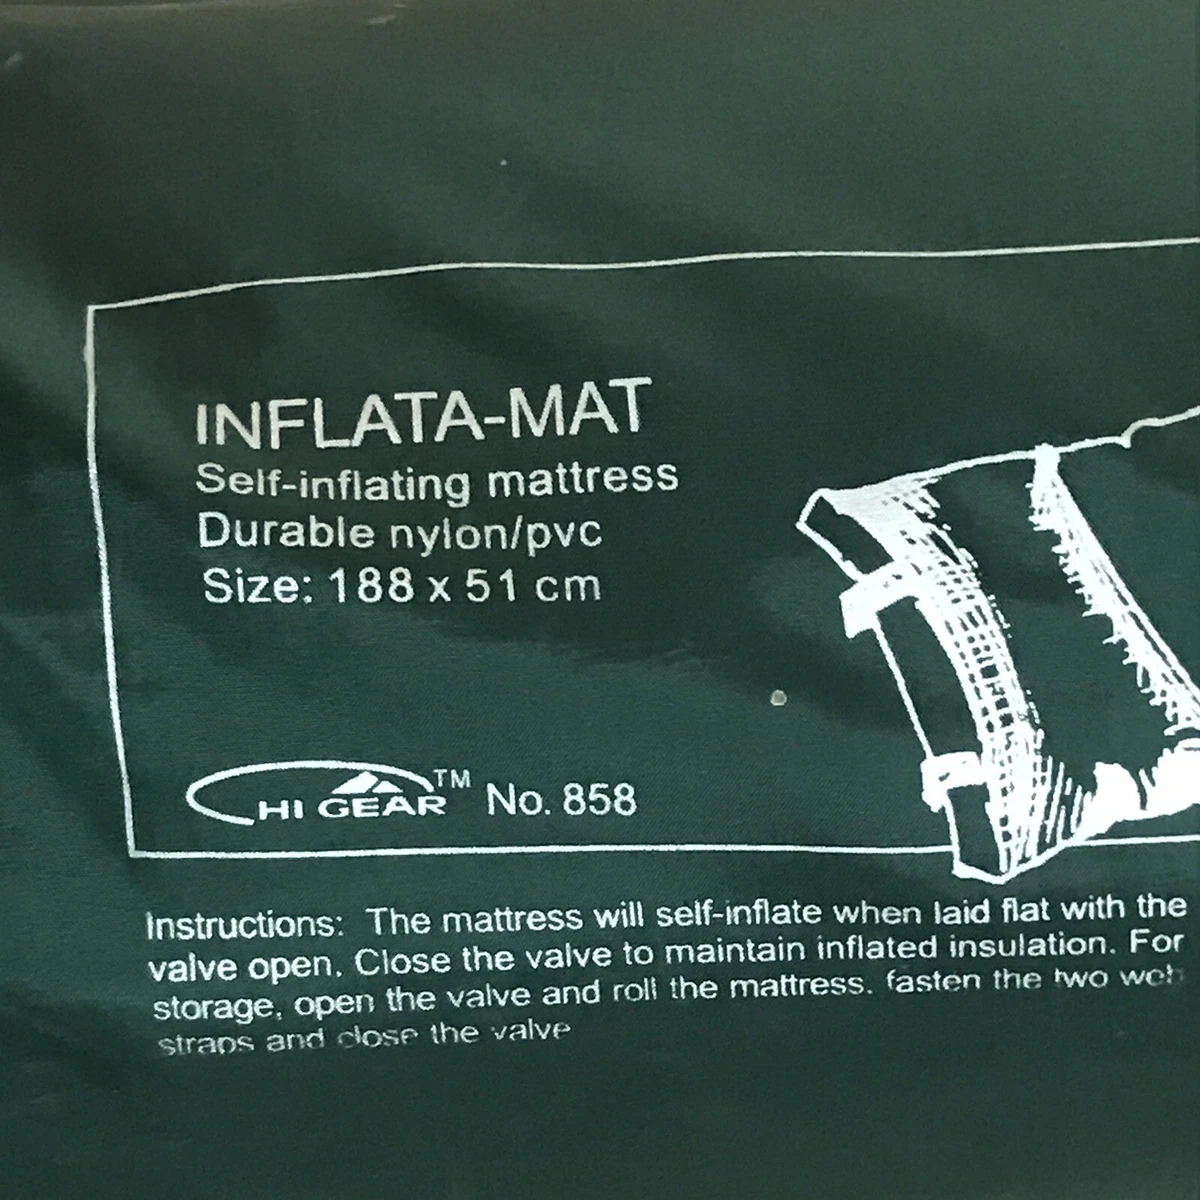 INFLATA-MAT
Self-inflating mattress
Durable nylon/pvc
Size: 188 x 51 cm
HI GEAR™ No. 858
Instructions: The mattress will self-inflate when laid flat with the
valve open. Close the valve to maintain inflated insulation. For
storage, open the valve and roll the mattress. fasten the two web
straps and close the valve